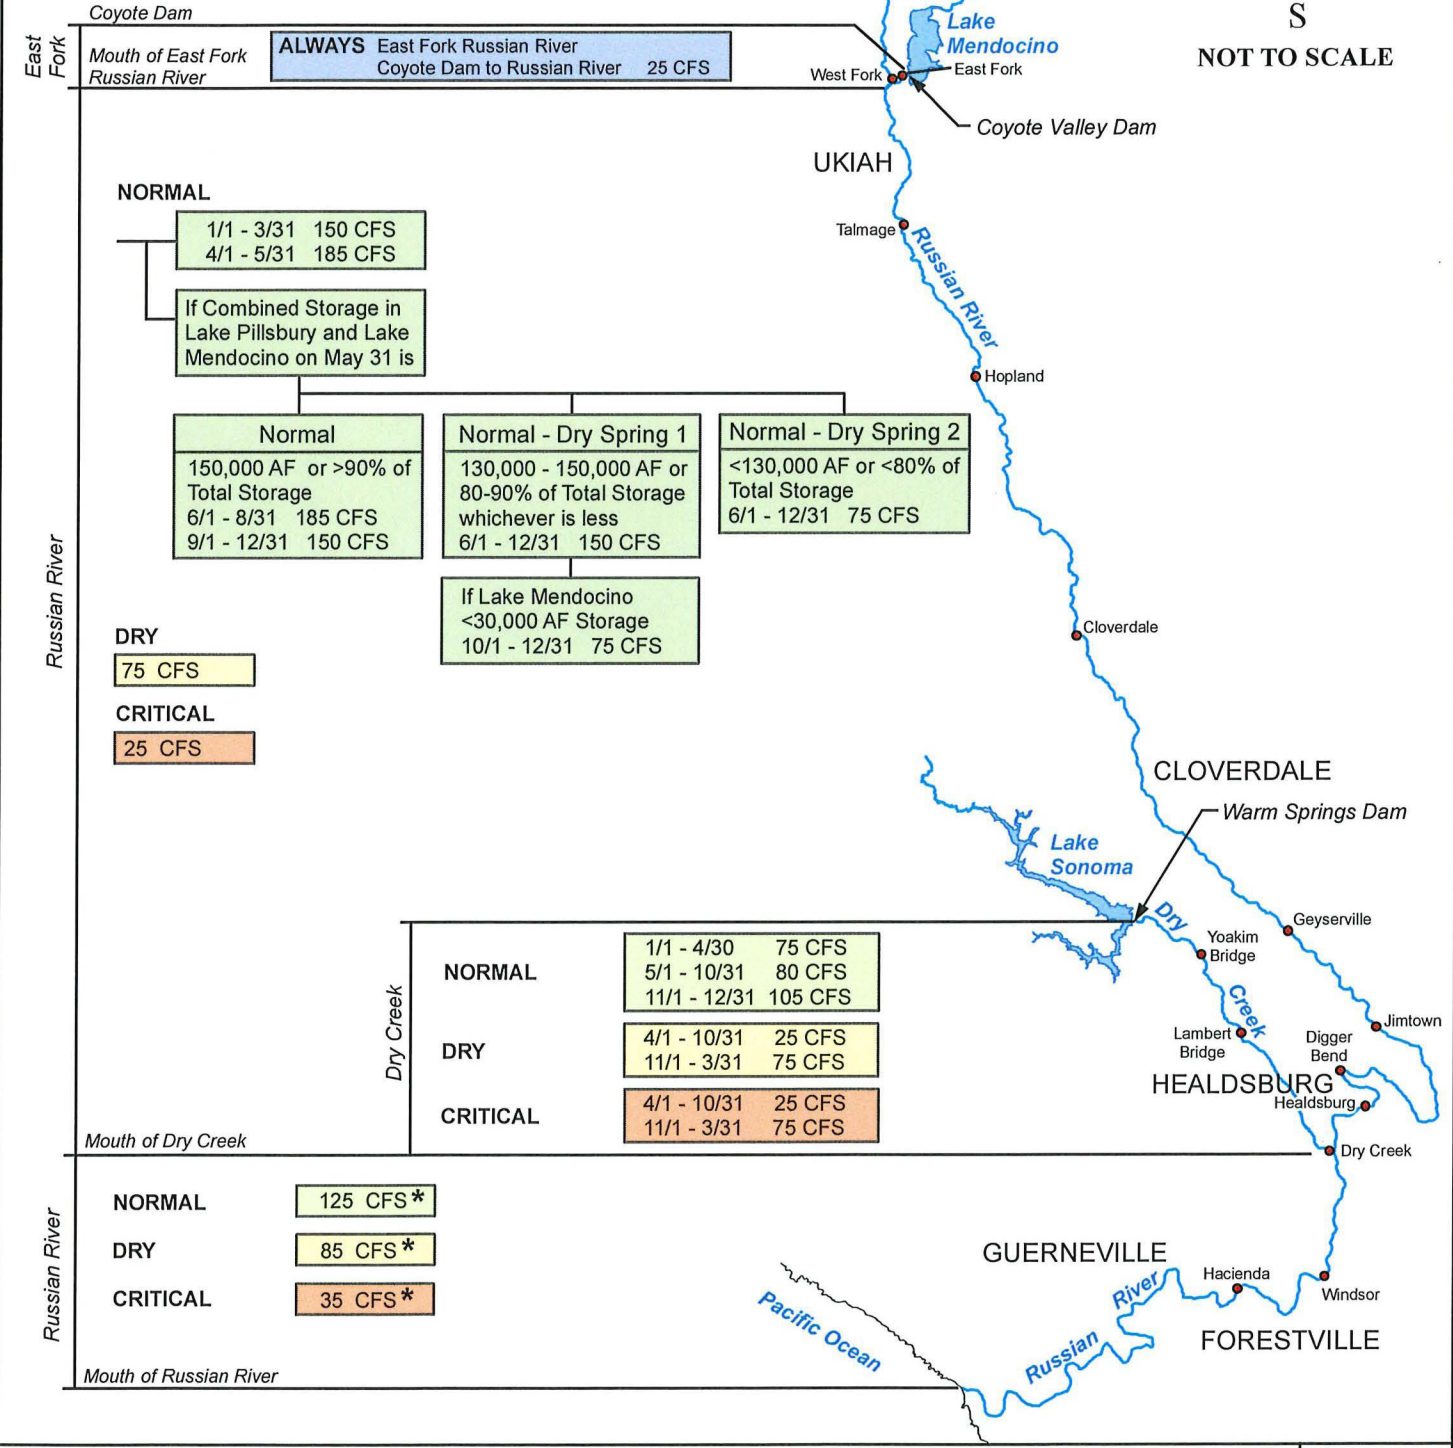 Coyote Dam
East
Fork
Mouth of East Fork
Russian River
ALWAYS East Fork Russian River
Coyote Dam to Russian River 25 CFS
Lake
Mendocino
S
NOT TO SCALE
West Fork
East Fork
Coyote Valley Dam
UKIAH
Talmage
Russian River
Hopland
Cloverdale
Russian River
NORMAL
1/1 - 3/31 150 CFS
4/1 - 5/31 185 CFS
If Combined Storage in
Lake Pillsbury and Lake
Mendocino on May 31 is
Normal
150,000 AF or >90% of
Total Storage
6/1 - 8/31 185 CFS
9/1 - 12/31 150 CFS
Normal - Dry Spring 1
130,000 - 150,000 AF or
80-90% of Total Storage
whichever is less
6/1 - 12/31 150 CFS
If Lake Mendocino
<30,000 AF Storage
10/1 - 12/31 75 CFS
Normal - Dry Spring 2
<130,000 AF or <80% of
Total Storage
6/1 - 12/31 75 CFS
DRY
75 CFS
CRITICAL
25 CFS
CLOVERDALE
Warm Springs Dam
Lake
Sonoma
Dry
Creek
Geyserville
Yoakim
Bridge
Lambert
Bridge
Jimtown
Digger
Bend
HEALDSBURG
Healdsburg
Dry Creek
Dry Creek
NORMAL
1/1 - 4/30 75 CFS
5/1 - 10/31 80 CFS
11/1 - 12/31 105 CFS
DRY
4/1 - 10/31 25 CFS
11/1 - 3/31 75 CFS
CRITICAL
4/1 - 10/31 25 CFS
11/1 - 3/31 75 CFS
Mouth of Dry Creek
Russian River
NORMAL
125 CFS*
DRY
85 CFS*
CRITICAL
35 CFS*
Mouth of Russian River
GUERNEVILLE
Hacienda
Windsor
FORESTVILLE
Russian River
Pacific Ocean